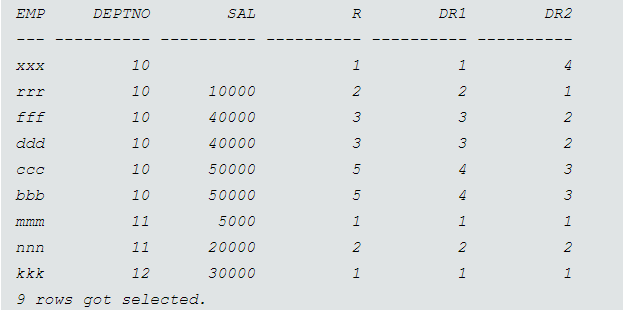 EMP DEPTNO SAL R DR1 DR2
--- ---------- ---------- ---------- ---------- ----------
xxx 10 1 1 4
rrr 10 10000 2 2 1
fff 10 40000 3 3 2
ddd 10 40000 3 3 2
ccc 10 50000 5 4 3
bbb 10 50000 5 4 3
mmm 11 5000 1 1 1
nnn 11 20000 2 2 2
kkk 12 30000 1 1 1
9 rows got selected.